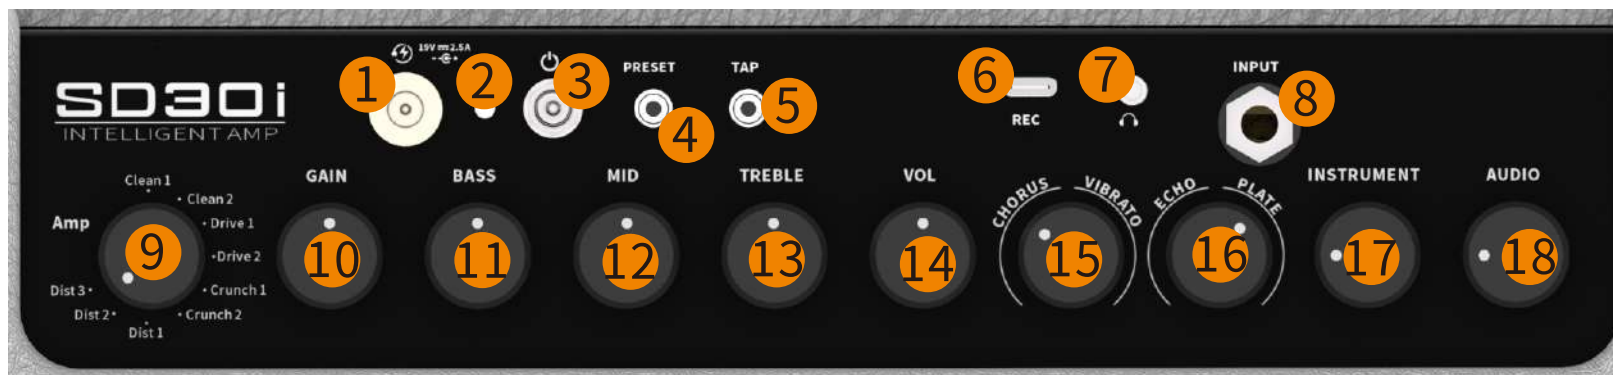 19V 2.5A
1
2
3
PRESET
4
TAP
5
6
REC
7
INPUT
8
SD30i
INTELLIGENT AMP
Amp
Clean 1
Clean 2
Drive 1
Drive 2
Crunch 1
Crunch 2
Dist 1
Dist 2
Dist 3
9
GAIN
10
BASS
11
MID
12
TREBLE
13
VOL
14
CHORUS
VIBRATO
15
ECHO
PLATE
16
INSTRUMENT
17
AUDIO
18